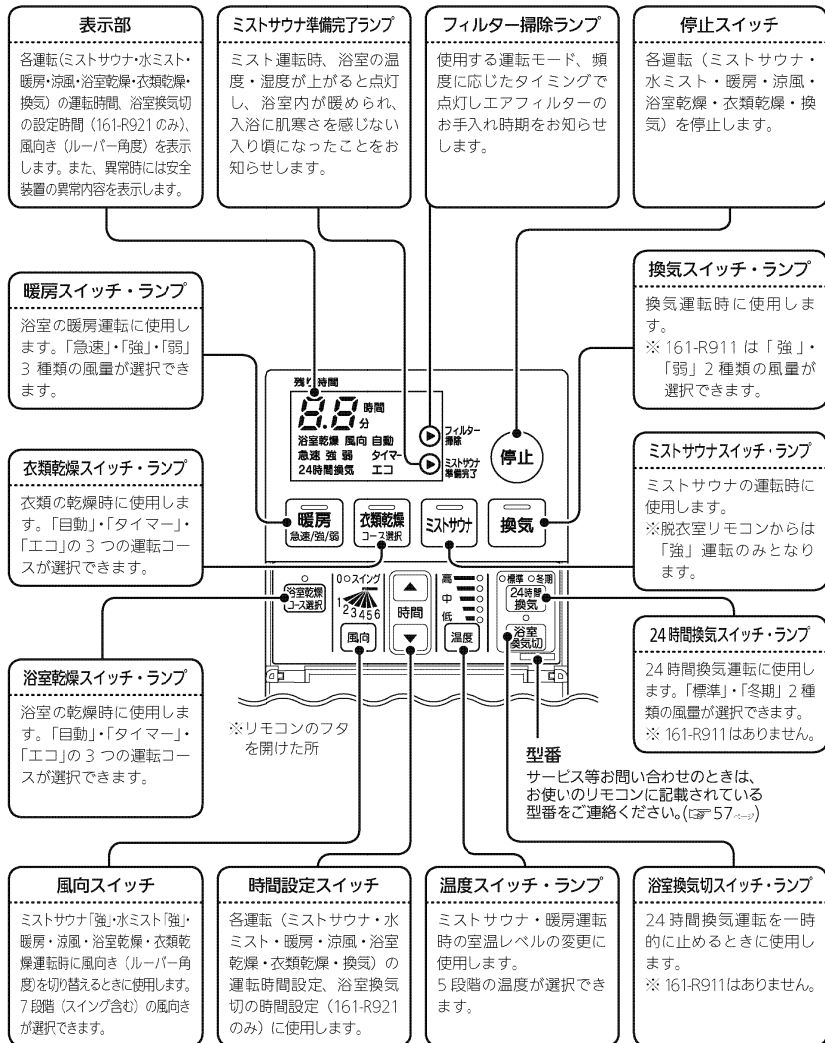 表示部
各運転(ミストサウナ・水ミスト・
暖房・涼風・浴室乾燥・衣類乾燥・
換気)の運転時間、浴室換気切
の設定時間(161-R921のみ)、
風向き(ルーバー角度)を表示
します。また、異常時には安全
装置の異常内容を表示します。
ミストサウナ準備完了ランプ
ミスト運転時、浴室の温
度・湿度が上がると点灯
し、浴室内が暖められ、
入浴に肌寒さを感じない
入り頃になったことをお
知らせします。
フィルター掃除ランプ
使用する運転モード、頻
度に応じたタイミングで
点灯しエアフィルターの
お手入れ時期をお知らせ
します。
停止スイッチ
各運転(ミストサウナ・
水ミスト・暖房・涼風・
浴室乾燥・衣類乾燥・換
気)を停止します。
暖房スイッチ・ランプ
浴室の暖房運転に使用し
ます。「急速」・「強」・「弱」
3種類の風量が選択でき
ます。
換気スイッチ・ランプ
換気運転時に使用しま
す。
※161-R911は「強」・
「弱」2種類の風量が
選択できます。
残り時間
8.8 時間
分
浴室乾燥 風向 自動
急速 強 弱 タイマー
24時間換気 エコ
フィルター
掃除
ミストサウナ
準備完了
停止
暖房
急速/強/弱
衣類乾燥
コース選択
ミストサウナ
換気
衣類乾燥スイッチ・ランプ
衣類の乾燥時に使用しま
す。「自動」・「タイマー」・
「エコ」の3つの運転コー
スが選択できます。
ミストサウナスイッチ・ランプ
ミストサウナの運転時に
使用します。
※脱衣室リモコンからは
「強」運転のみとなり
ます。
浴室乾燥
コース選択
0 スイング
1 2 3 4 5 6
風向
▲
時間
▼
高
中
低
温度
標準 冬期
24時間
換気
浴室
換気切
浴室乾燥スイッチ・ランプ
浴室の乾燥時に使用しま
す。「自動」・「タイマー」・
「エコ」の3つの運転コー
スが選択できます。
24時間換気スイッチ・ランプ
24時間換気運転に使用し
ます。「標準」・「冬期」2種
類の風量が選択できます。
※161-R911はありません。
※リモコンのフタ
を開けた所
型番
サービス等お問い合わせのときは、
お使いのリモコンに記載されている
型番をご連絡ください。(☞57ページ)
風向スイッチ
ミストサウナ「強」・水ミスト「強」・
暖房・涼風・浴室乾燥・衣類乾
燥運転時に風向き(ルーバー角
度)を切り替えるときに使用します。
7段階(スイング含む)の風向き
が選択できます。
時間設定スイッチ
各運転(ミストサウナ・水
ミスト・暖房・涼風・浴室
乾燥・衣類乾燥・換気)の
運転時間設定、浴室換気
切の時間設定(161-R921
のみ)に使用します。
温度スイッチ・ランプ
ミストサウナ・暖房運転
時の室温レベルの変更に
使用します。
5段階の温度が選択でき
ます。
浴室換気切スイッチ・ランプ
24時間換気運転を一時
的に止めるときに使用し
ます。
※161-R911はありません。